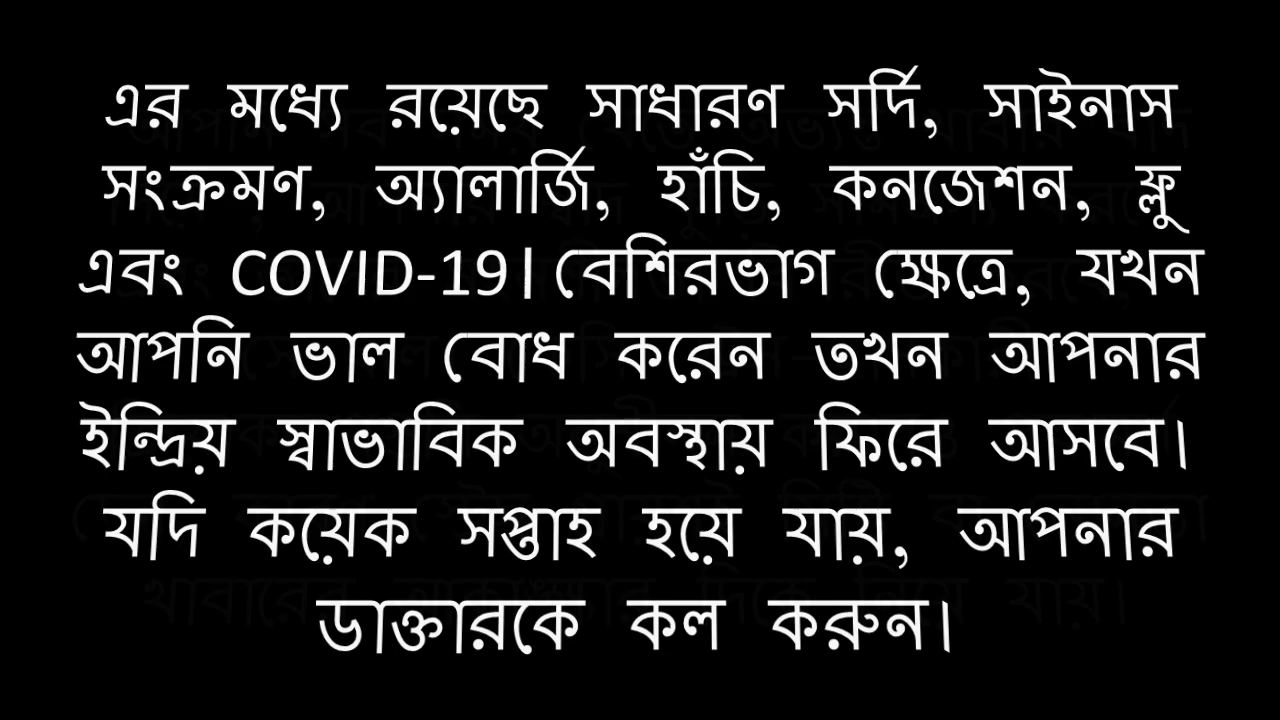 এর মধ্যে রয়েছে সাধারণ সর্দি, সাইনাস
সংক্রমণ, অ্যালার্জি, হাঁচি, কনজেশন, ফ্লু
এবং COVID-19। বেশিরভাগ ক্ষেত্রে, যখন
আপনি ভাল বোধ করেন তখন আপনার
ইন্দ্রিয় স্বাভাবিক অবস্থায় ফিরে আসবে।
যদি কয়েক সপ্তাহ হয়ে যায়, আপনার
ডাক্তারকে কল করুন।